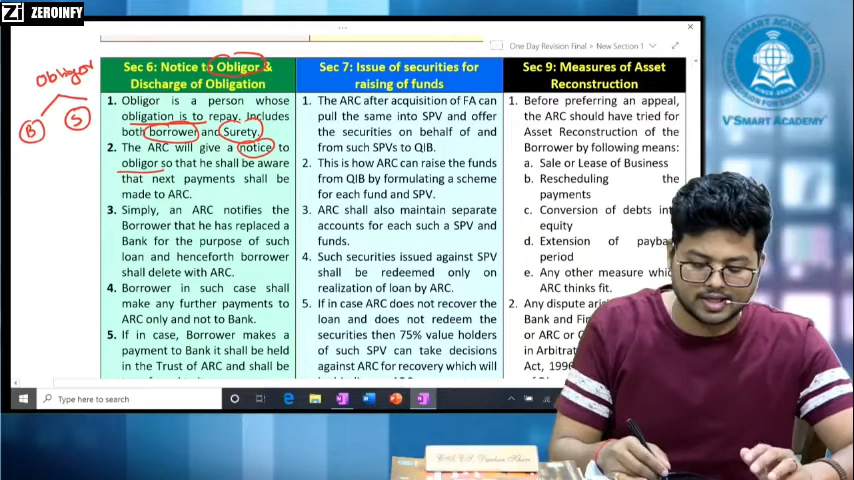 ZEROINFY
One Day Revision Final > New Section 1
V'SMART ACADEMY
SINCE-2009
V'SMART ACADEMY
Obligor
B
S
Sec 6: Notice to Obligor &
Discharge of Obligation
1. Obligor is a person whose
obligation is to repay. Includes
both borrower and Surety.
2. The ARC will give a notice to
obligor so that he shall be aware
that next payments shall be
made to ARC.
3. Simply, an ARC notifies the
Borrower that he has replaced a
Bank for the purpose of such
loan and henceforth borrower
shall delete with ARC.
4. Borrower in such case shall
make any further payments to
ARC only and not to Bank.
5. If in case, Borrower makes a
payment to Bank it shall be held
in the Trust of ARC and shall be
Sec 7: Issue of securities for
raising of funds
1. The ARC after acquisition of FA can
pull the same into SPV and offer
the securities on behalf of and
from such SPVs to QIB.
2. This is how ARC can raise the funds
from QIB by formulating a scheme
for each fund and SPV.
3. ARC shall also maintain separate
accounts for each such a SPV and
funds.
4. Such securities issued against SPV
shall be redeemed only on
realization of loan by ARC.
5. If in case ARC does not recover the
loan and does not redeem the
securities then 75% value holders
of such SPV can take decisions
against ARC for recovery which will
Sec 9: Measures of Asset
Reconstruction
1. Before preferring an appeal,
the ARC should have tried for
Asset Reconstruction of the
Borrower by following means:
a. Sale or Lease of Business
b. Rescheduling the
payments
c. Conversion of debts int
equity
d. Extension of payba
period
e. Any other measure whic
ARC thinks fit.
2. Any dispute aris
Bank and Fin
or ARC or
in Arbitrat
Act, 1996
Type here to search